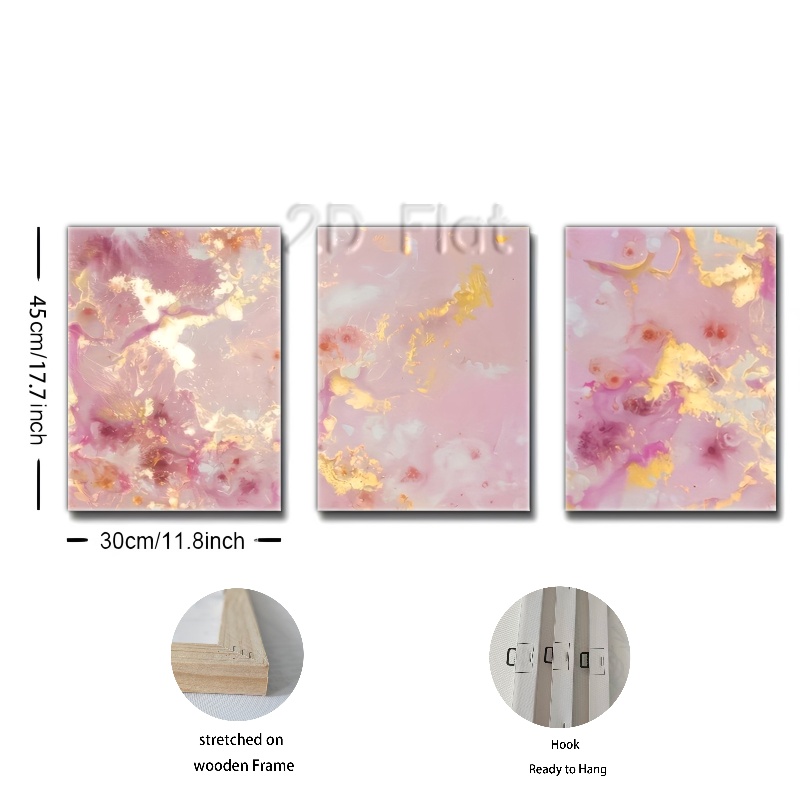 2D Flat
45cm/17.7inch
30cm/11.8inch
stretched on
wooden Frame
Hook
Ready to Hang